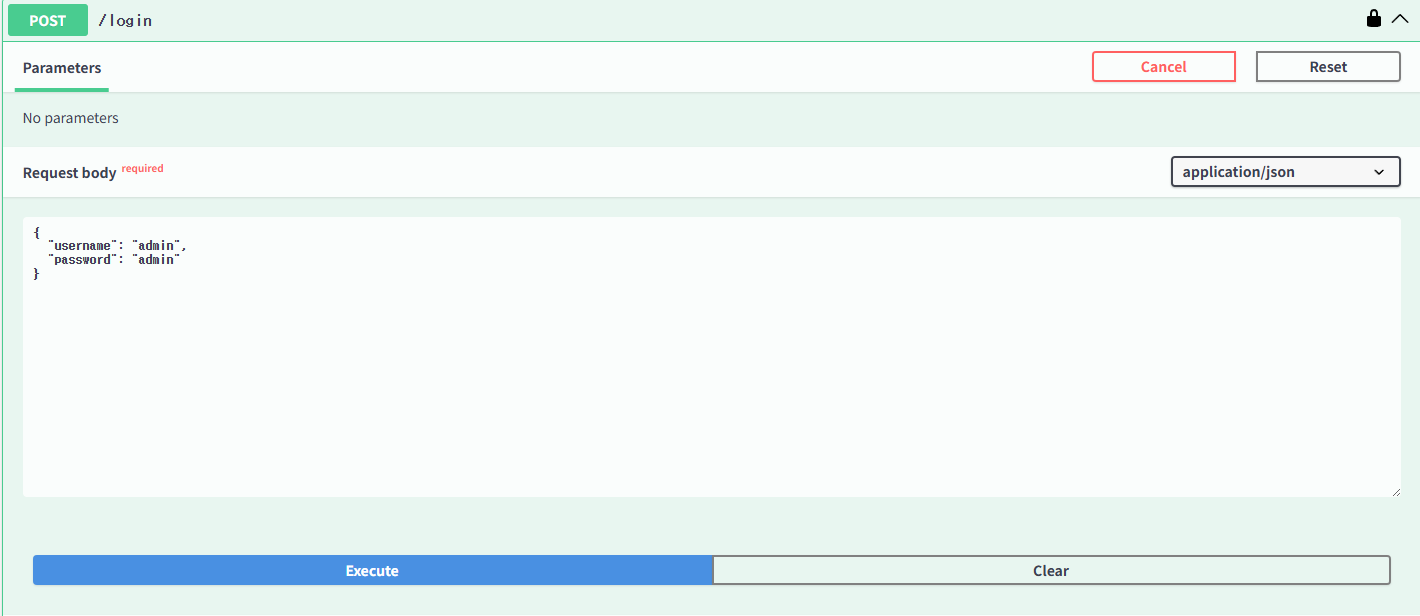 POST /login
Parameters Cancel Reset
No parameters
Request body required application/json
{
  "username": "admin",
  "password": "admin"
}
Execute Clear